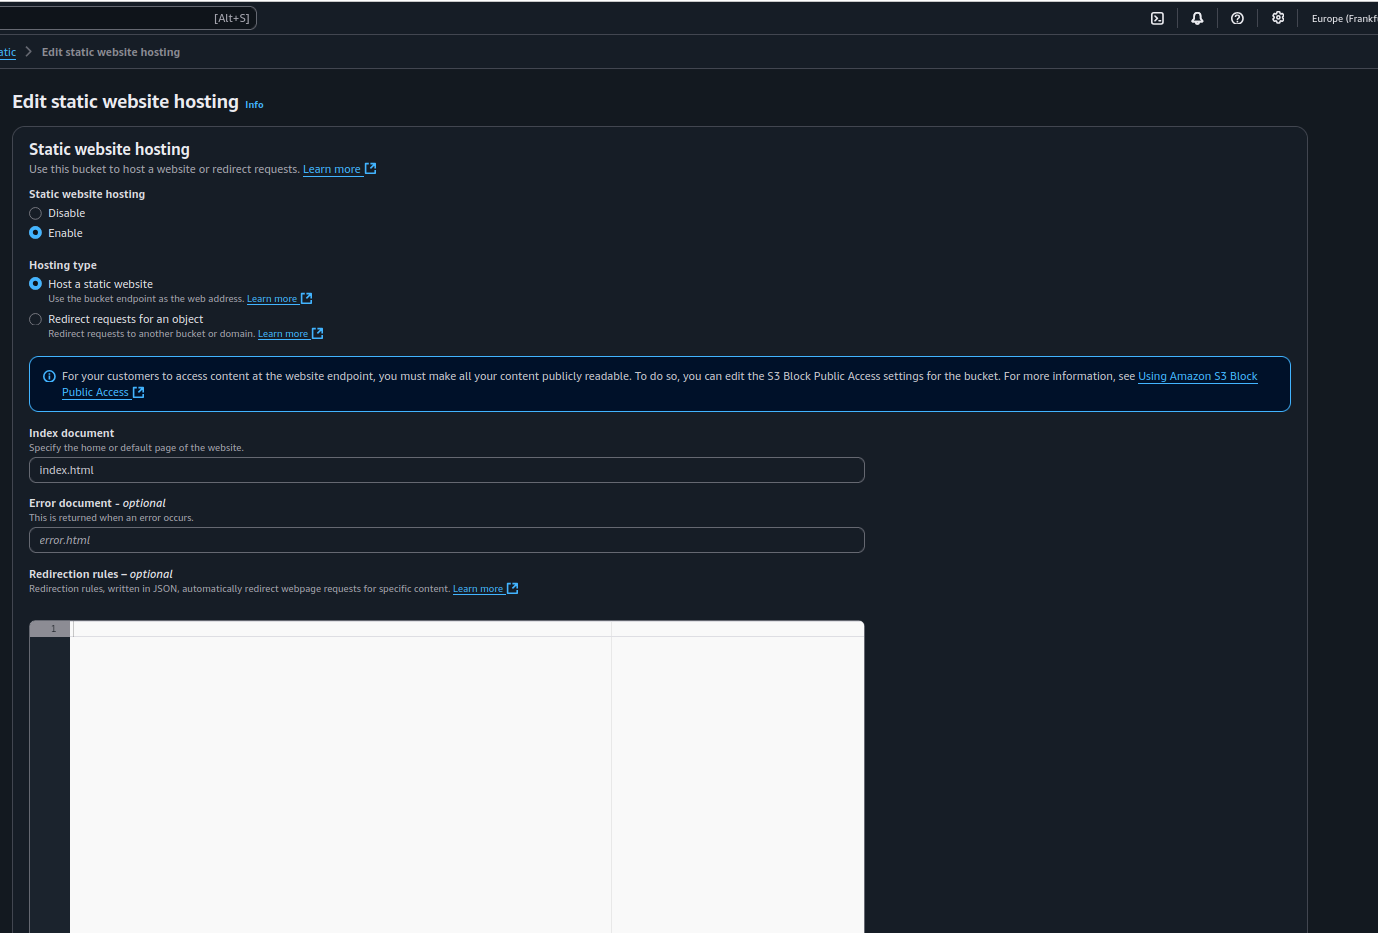 [Alt+S]
Europe (Frankf
atic > Edit static website hosting
Edit static website hosting Info
Static website hosting
Use this bucket to host a website or redirect requests. Learn more
Static website hosting
Disable
Enable
Hosting type
Host a static website
Use the bucket endpoint as the web address. Learn more
Redirect requests for an object
Redirect requests to another bucket or domain. Learn more
For your customers to access content at the website endpoint, you must make all your content publicly readable. To do so, you can edit the S3 Block Public Access settings for the bucket. For more information, see Using Amazon S3 Block
Public Access
Index document
Specify the home or default page of the website.
index.html
Error document - optional
This is returned when an error occurs.
error.html
Redirection rules – optional
Redirection rules, written in JSON, automatically redirect webpage requests for specific content. Learn more
1